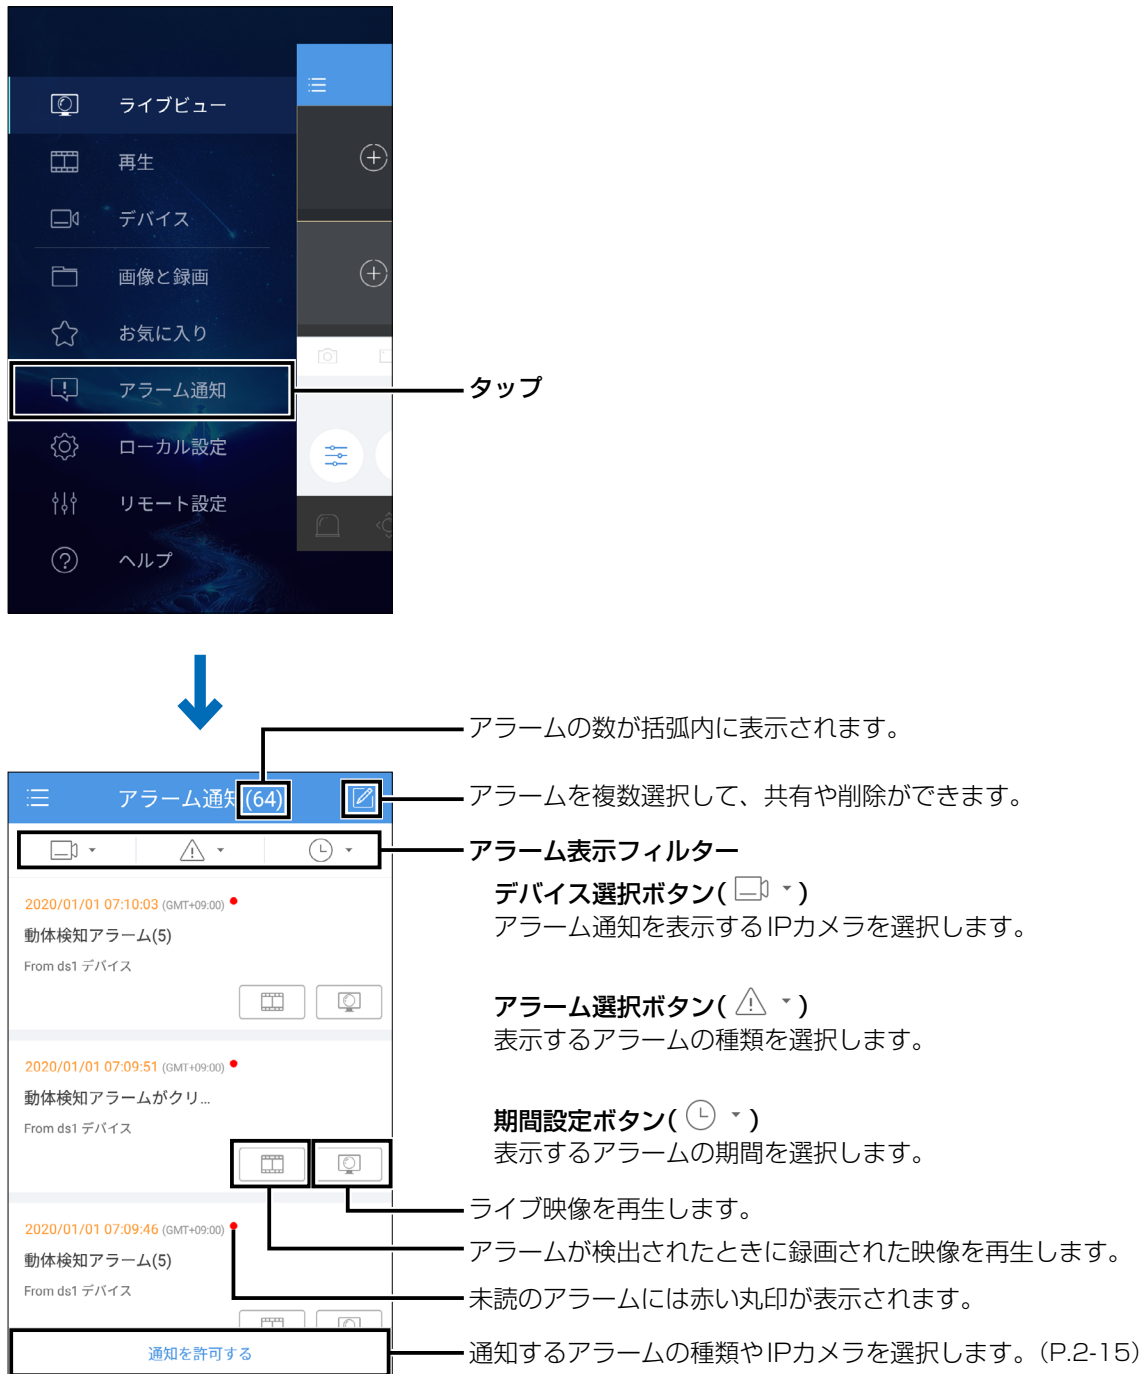 ライブビュー
再生
デバイス
画像と録画
お気に入り
アラーム通知
タップ
ローカル設定
リモート設定
ヘルプ
アラームの数が括弧内に表示されます。
アラーム通知(64)
アラームを複数選択して、共有や削除ができます。
アラーム表示フィルター
デバイス選択ボタン( )
アラーム通知を表示するIPカメラを選択します。
アラーム選択ボタン( )
表示するアラームの種類を選択します。
期間設定ボタン( )
表示するアラームの期間を選択します。
2020/01/01 07:10:03 (GMT+09:00)
動体検知アラーム(5)
From ds1 デバイス
2020/01/01 07:09:51 (GMT+09:00)
動体検知アラームがクリ...
From ds1 デバイス
ライブ映像を再生します。
アラームが検出されたときに録画された映像を再生します。
2020/01/01 07:09:46 (GMT+09:00)
動体検知アラーム(5)
From ds1 デバイス
未読のアラームには赤い丸印が表示されます。
通知を許可する
通知するアラームの種類やIPカメラを選択します。(P.2-15)